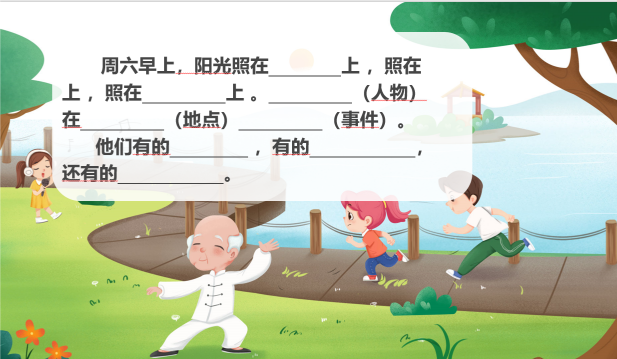 周六早上，阳光照在________上 ，照在
上 ，照在_________上 。____________（人物）
在_________（地点）_________（事件）。
他们有的________ ，有的___________，
还有的___________。